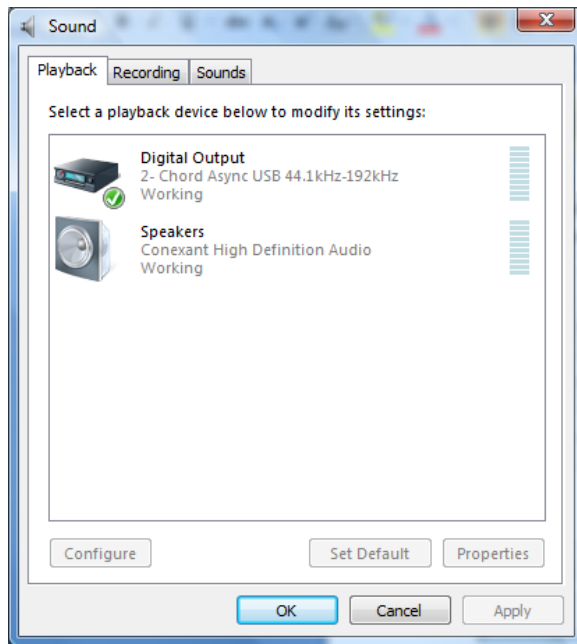 Sound
Playback
Recording
Sounds
Select a playback device below to modify its settings:
Digital Output
2- Chord Async USB 44.1kHz-192kHz
Working
Speakers
Conexant High Definition Audio
Working
Configure
Set Default
Properties
OK
Cancel
Apply